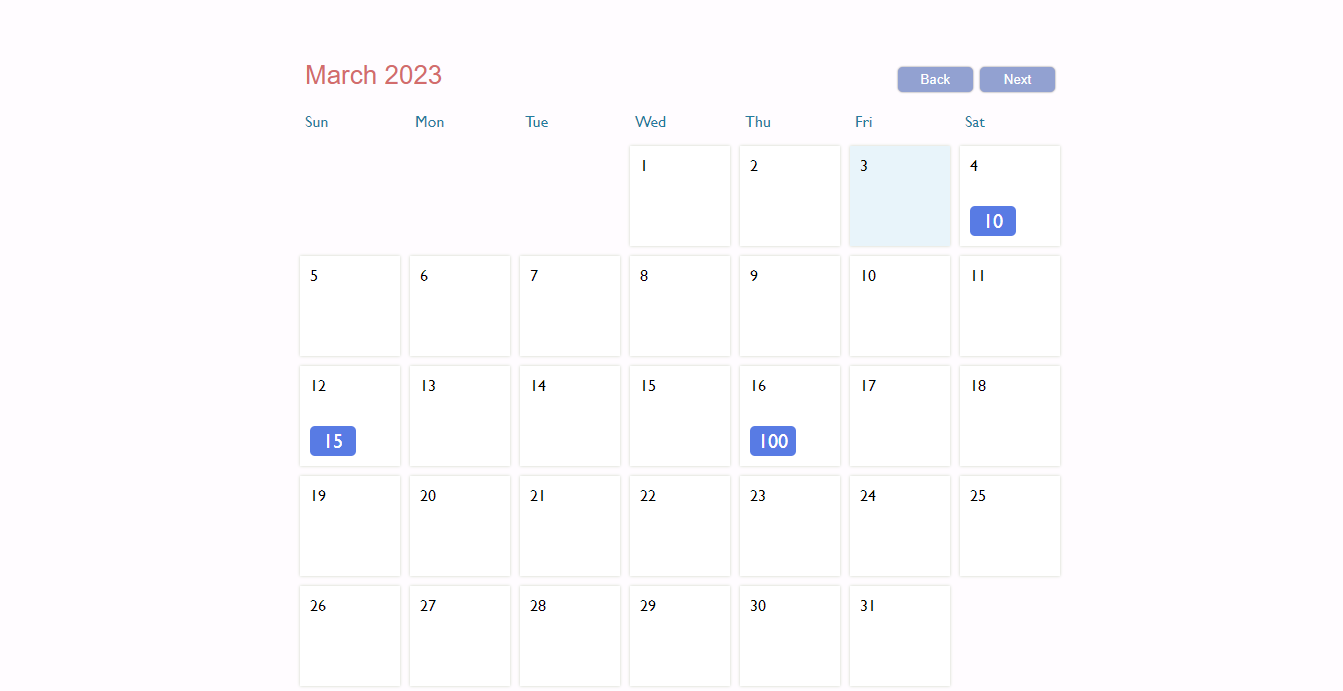 March 2023
Back Next
Sun Mon Tue Wed Thu Fri Sat
1 2 3 4
10
5 6 7 8 9 10 11
12 13 14 15 16 17 18
15 100
19 20 21 22 23 24 25
26 27 28 29 30 31